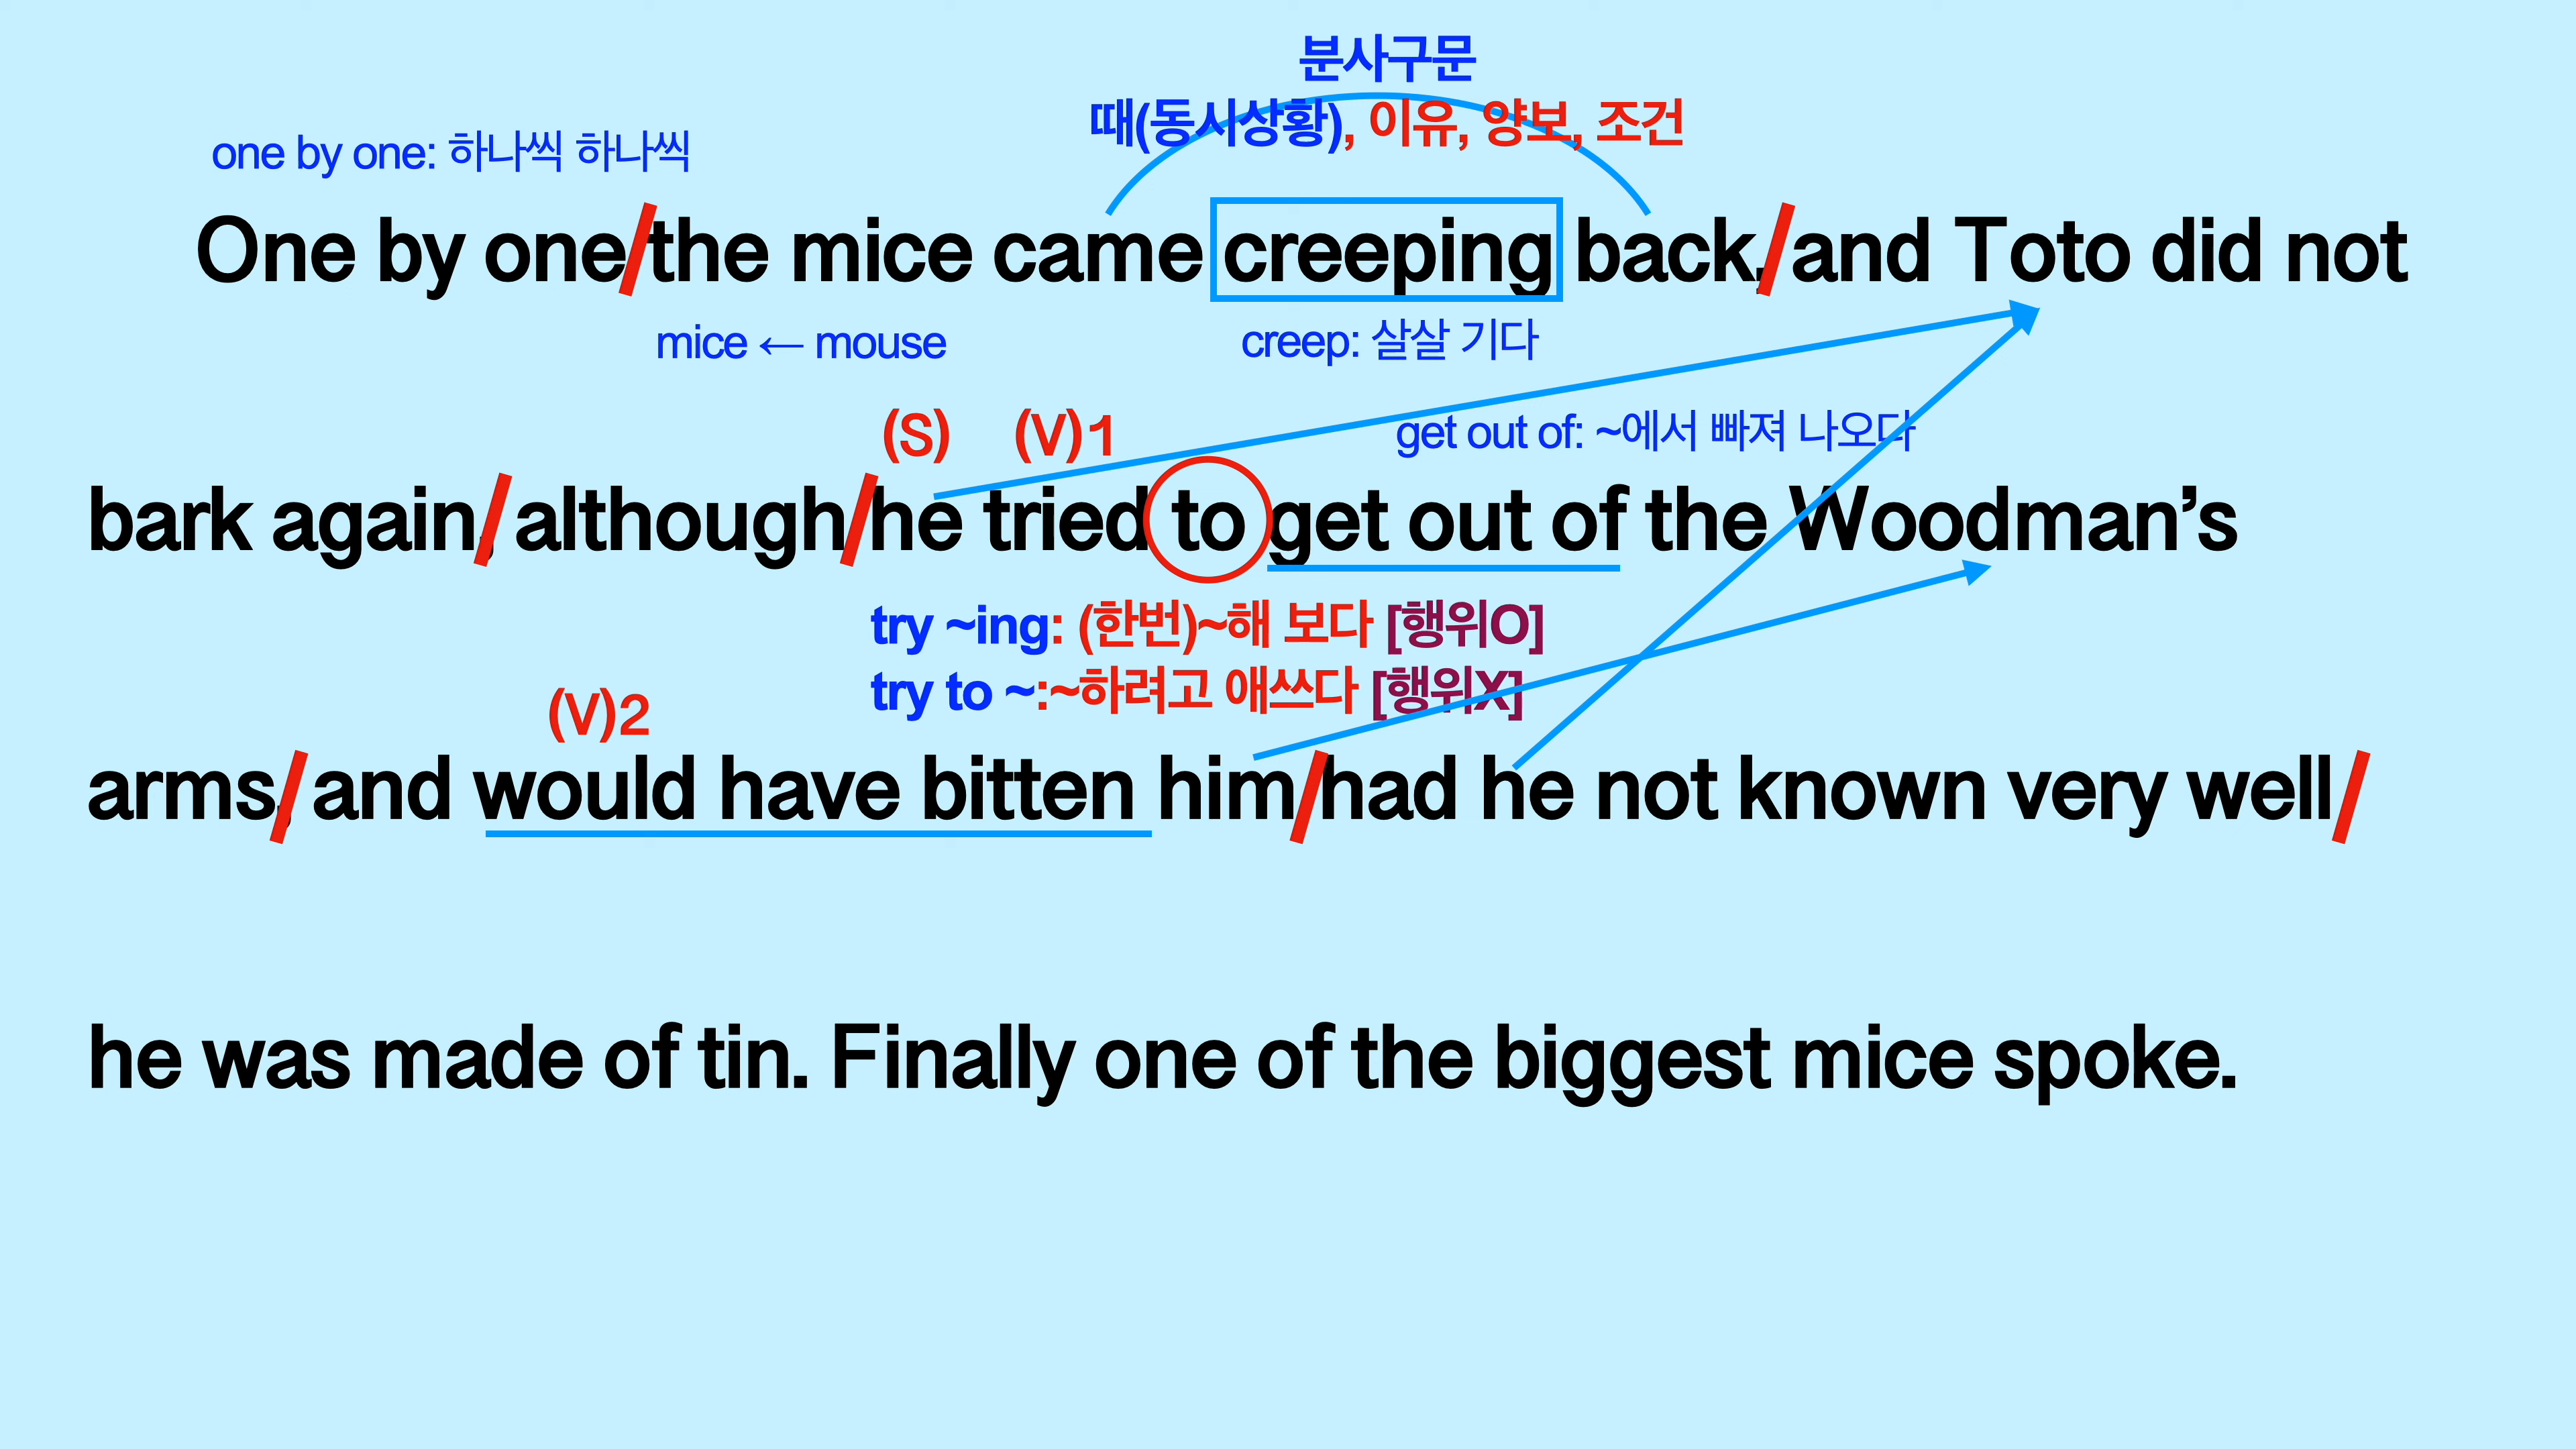 분사구문
때(동시상황), 이유, 양보, 조건
one by one: 하나씩 하나씩
One by one/the mice came creeping back,/and Toto did not
mice ← mouse
creep: 살살 기다
(S) (V)1
get out of: ~에서 빠져 나오다
bark again,/although/he tried to get out of the Woodman’s
try ~ing: (한번)~해 보다 [행위O]
try to ~:~하려고 애쓰다 [행위X]
(V)2
arms,/and would have bitten him/had he not known very well/
he was made of tin. Finally one of the biggest mice spoke.